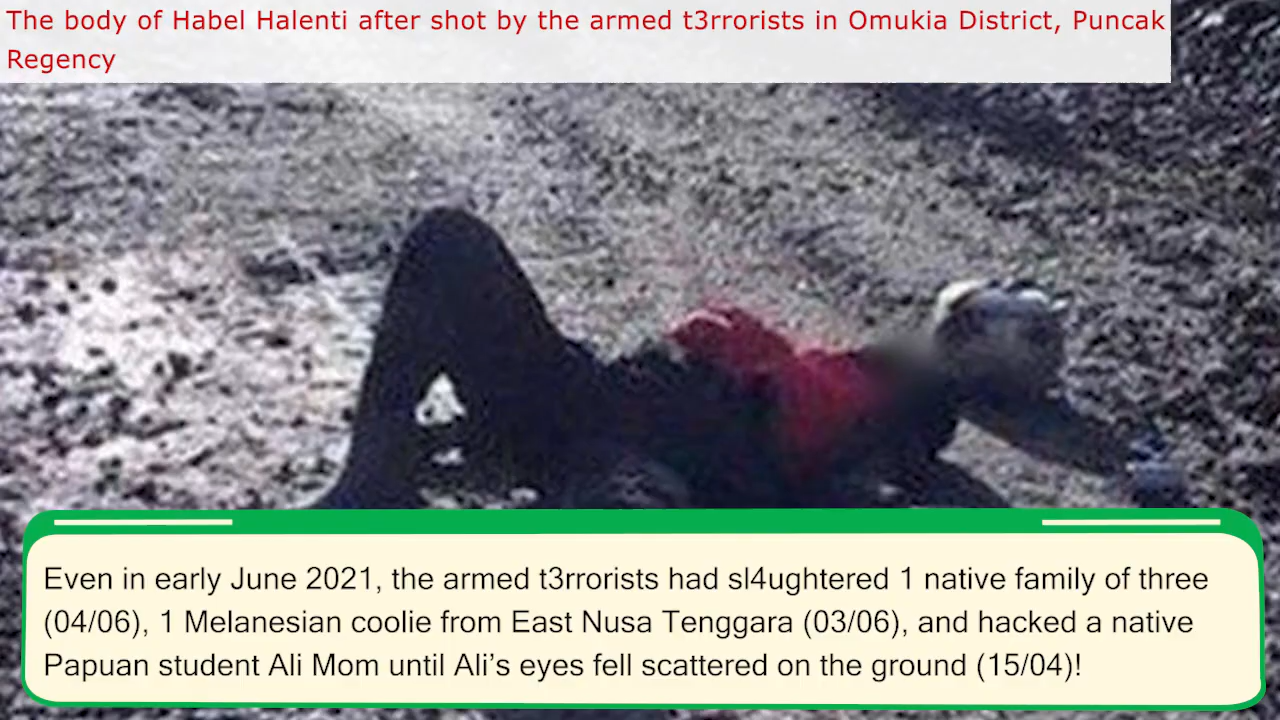 The body of Habel Halenti after shot by the armed t3rrorists in Omukia District, Puncak
Regency
Even in early June 2021, the armed t3rrorists had sl4ughtered 1 native family of three
(04/06), 1 Melanesian coolie from East Nusa Tenggara (03/06), and hacked a native
Papuan student Ali Mom until Ali’s eyes fell scattered on the ground (15/04)!